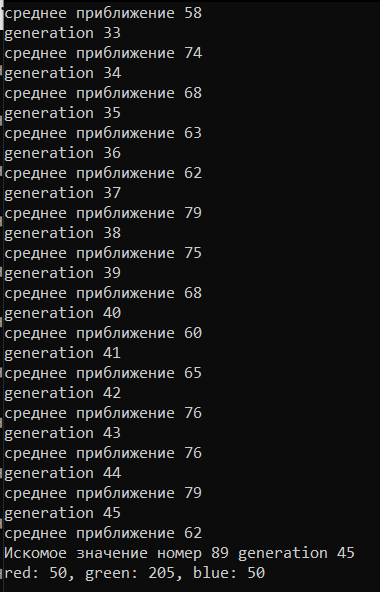 среднее приближение 58
generation 33
среднее приближение 74
generation 34
среднее приближение 68
generation 35
среднее приближение 63
generation 36
среднее приближение 62
generation 37
среднее приближение 79
generation 38
среднее приближение 75
generation 39
среднее приближение 68
generation 40
среднее приближение 60
generation 41
среднее приближение 65
generation 42
среднее приближение 76
generation 43
среднее приближение 76
generation 44
среднее приближение 79
generation 45
среднее приближение 62
Искомое значение номер 89 generation 45
red: 50, green: 205, blue: 50